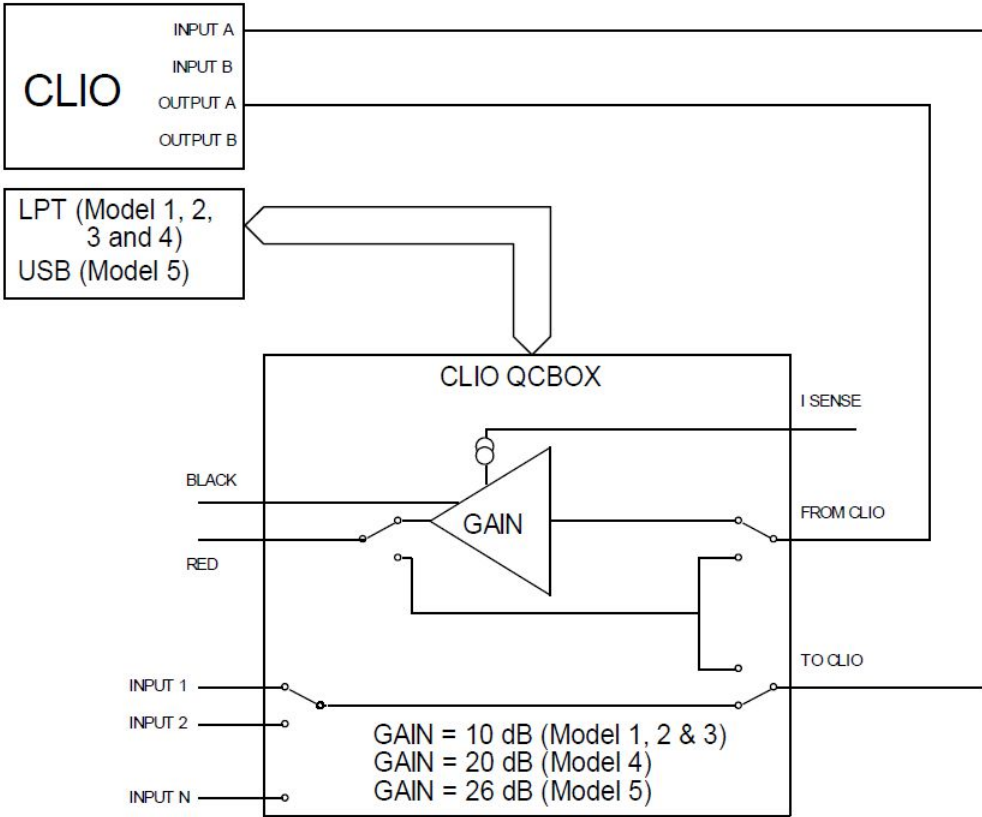 INPUT A
INPUT B
CLIO
OUTPUT A
OUTPUT B
LPT (Model 1, 2,
3 and 4)
USB (Model 5)
CLIO QCBOX
I SENSE
BLACK
GAIN
FROM CLIO
RED
TO CLIO
INPUT 1
INPUT 2
GAIN = 10 dB (Model 1, 2 & 3)
GAIN = 20 dB (Model 4)
GAIN = 26 dB (Model 5)
INPUT N